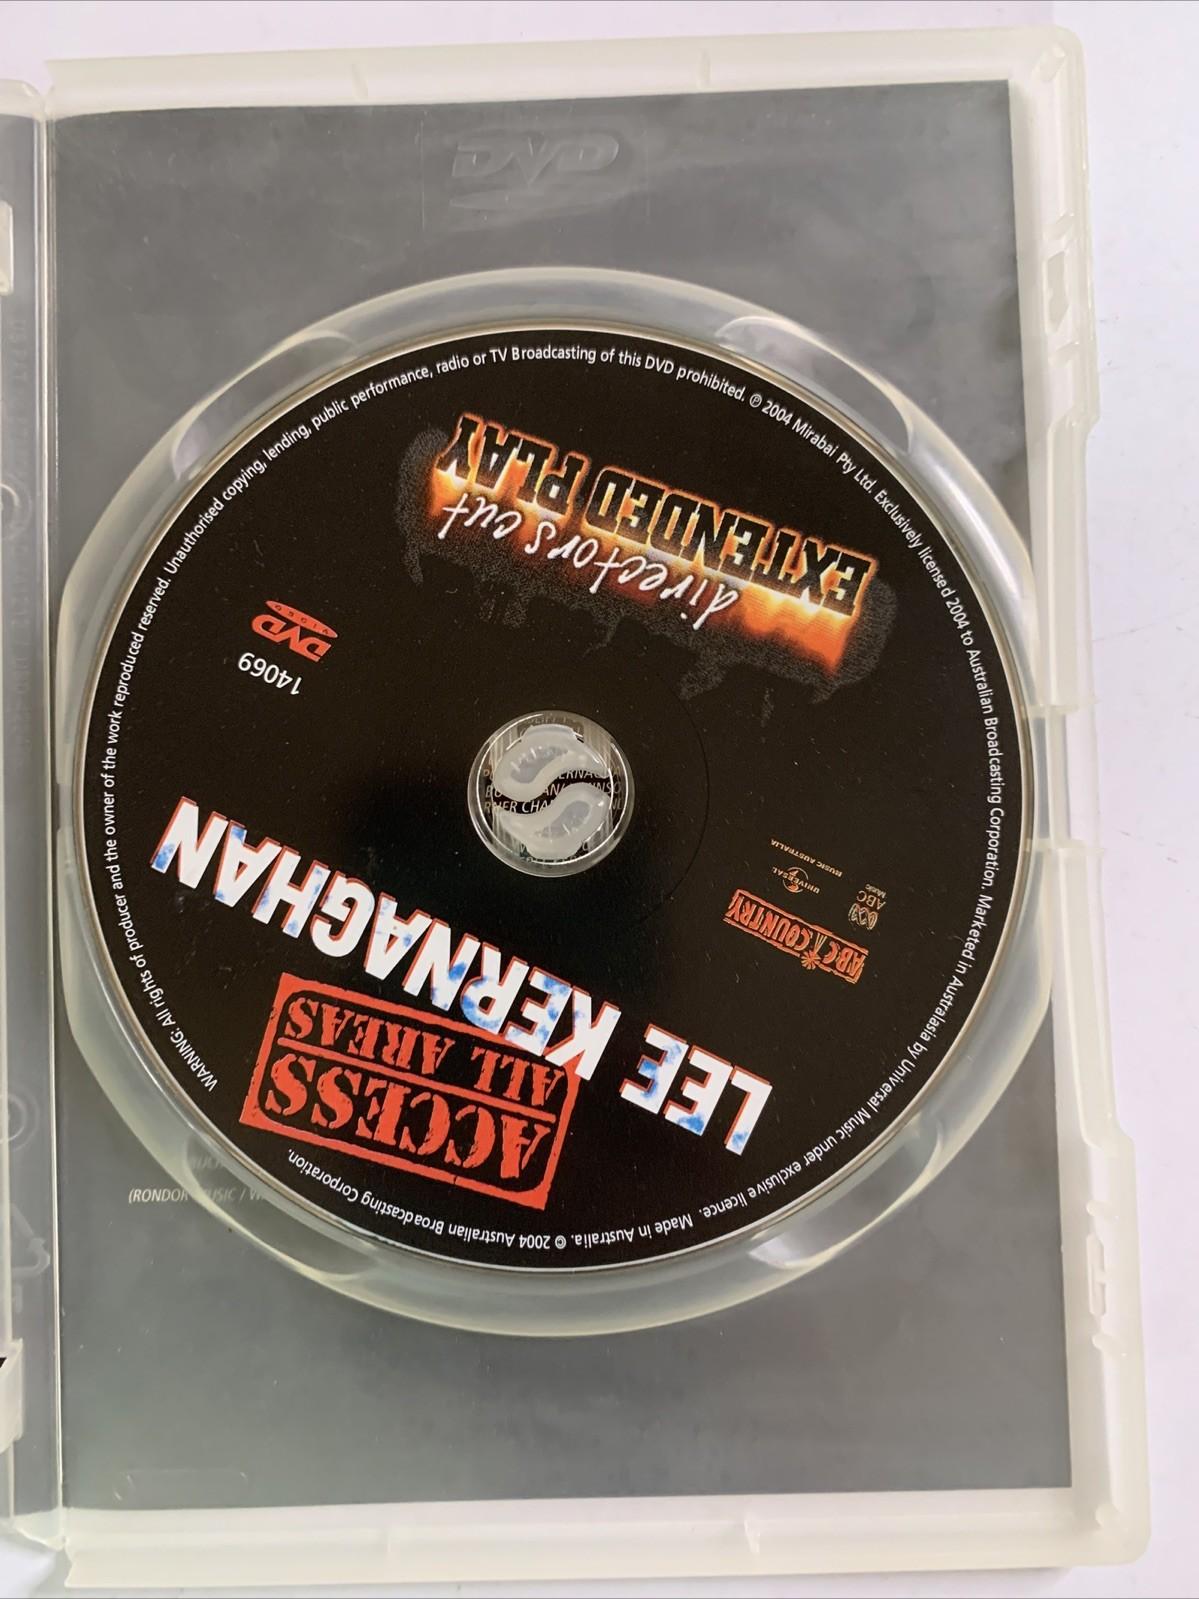 DVD
ACCESS
ALL AREAS
LEE KERNAGHAN
ABC COUNTRY
ABC
Music
UNIVERSAL
MUSIC AUSTRALIA
14069
DVD
VIDEO
directors cut
EXTENDED PLAY
WARNING: All rights of producer and the owner of the work reproduced reserved. Unauthorised copying, lending, public performance, radio or TV Broadcasting of this DVD prohibited. ℗ 2004 Mirabai Pty Ltd. Exclusively licensed 2004 to Australian Broadcasting Corporation. Marketed in Australasia by Universal Music under exclusive licence. Made in Australia. © 2004 Australian Broadcasting Corporation.
(RONDOR MUSIC /